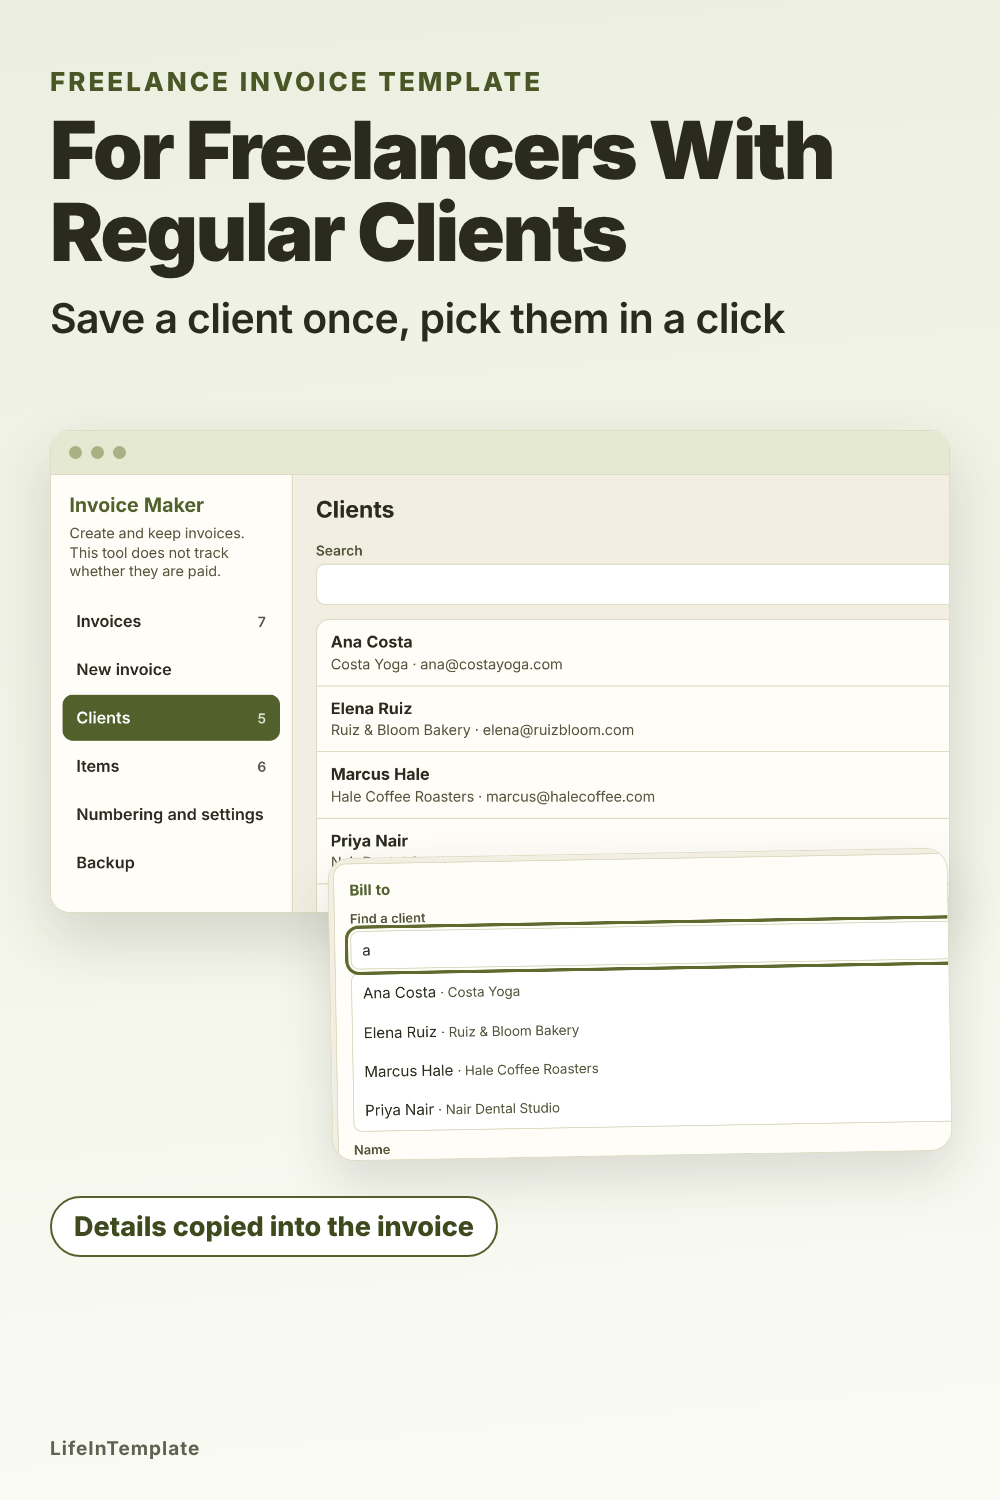 FREELANCE INVOICE TEMPLATE
For Freelancers With
Regular Clients
Save a client once, pick them in a click
Invoice Maker
Create and keep invoices.
This tool does not track
whether they are paid.
Invoices 7
New invoice
Clients 5
Items 6
Numbering and settings
Backup
Clients
Search
Ana Costa
Costa Yoga · ana@costayoga.com
Elena Ruiz
Ruiz & Bloom Bakery · elena@ruizbloom.com
Marcus Hale
Hale Coffee Roasters · marcus@halecoffee.com
Priya Nair
Bill to
Find a client
a
Ana Costa · Costa Yoga
Elena Ruiz · Ruiz & Bloom Bakery
Marcus Hale · Hale Coffee Roasters
Priya Nair · Nair Dental Studio
Name
Details copied into the invoice
LifeInTemplate